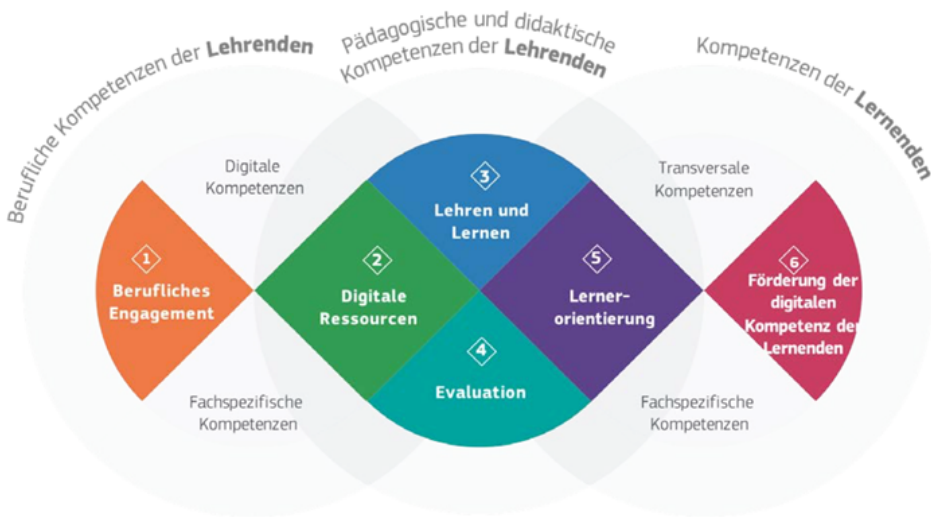 Berufliche Kompetenzen der Lehrenden
Pädagogische und didaktische
Kompetenzen der Lehrenden
Kompetenzen der Lernenden
Digitale
Kompetenzen
Transversale
Kompetenzen
1
Berufliches
Engagement
2
Digitale
Ressourcen
3
Lehren und
Lernen
4
Evaluation
5
Lerner-
orientierung
6
Förderung der
digitalen
Kompetenz der
Lernenden
Fachspezifische
Kompetenzen
Fachspezifische
Kompetenzen